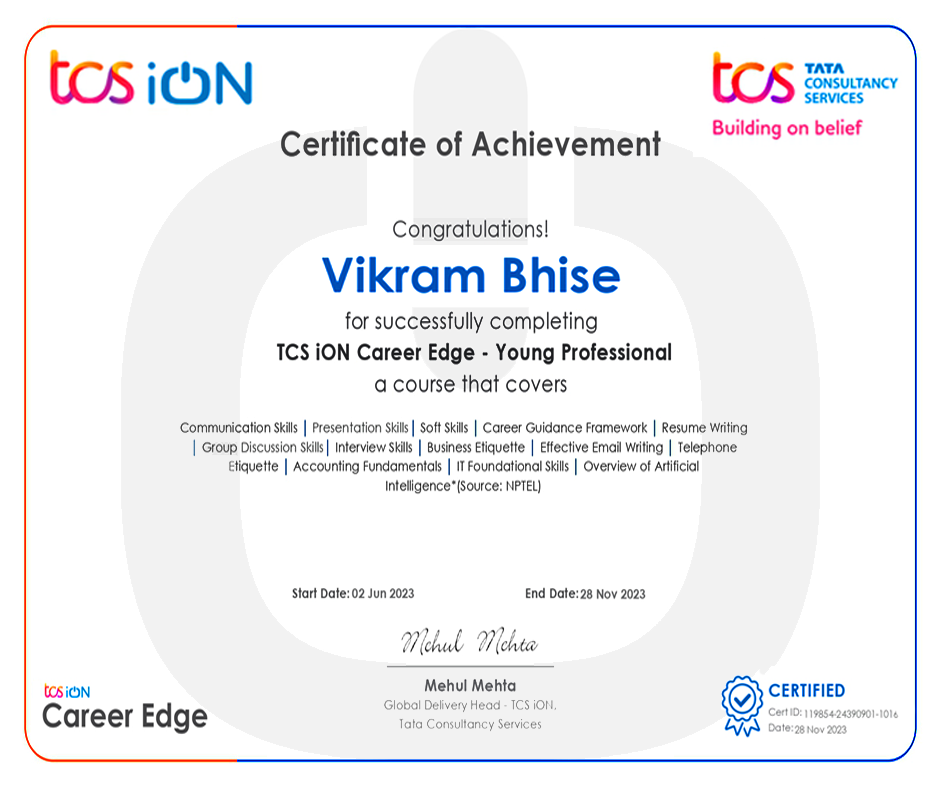 tcs iON
tcs TATA
CONSULTANCY
SERVICES
Building on belief
Certificate of Achievement
Congratulations!
Vikram Bhise
for successfully completing
TCS iON Career Edge - Young Professional
a course that covers
Communication Skills | Presentation Skills | Soft Skills | Career Guidance Framework | Resume Writing
| Group Discussion Skills | Interview Skills | Business Etiquette | Effective Email Writing | Telephone
Etiquette | Accounting Fundamentals | IT Foundational Skills | Overview of Artificial
Intelligence*(Source: NPTEL)
Start Date: 02 Jun 2023 End Date: 28 Nov 2023
Mehul Mehta
Mehul Mehta
Global Delivery Head - TCS iON,
Tata Consultancy Services
tcs iON
Career Edge
CERTIFIED
Cert ID: 119854-24390901-1016
Date: 28 Nov 2023